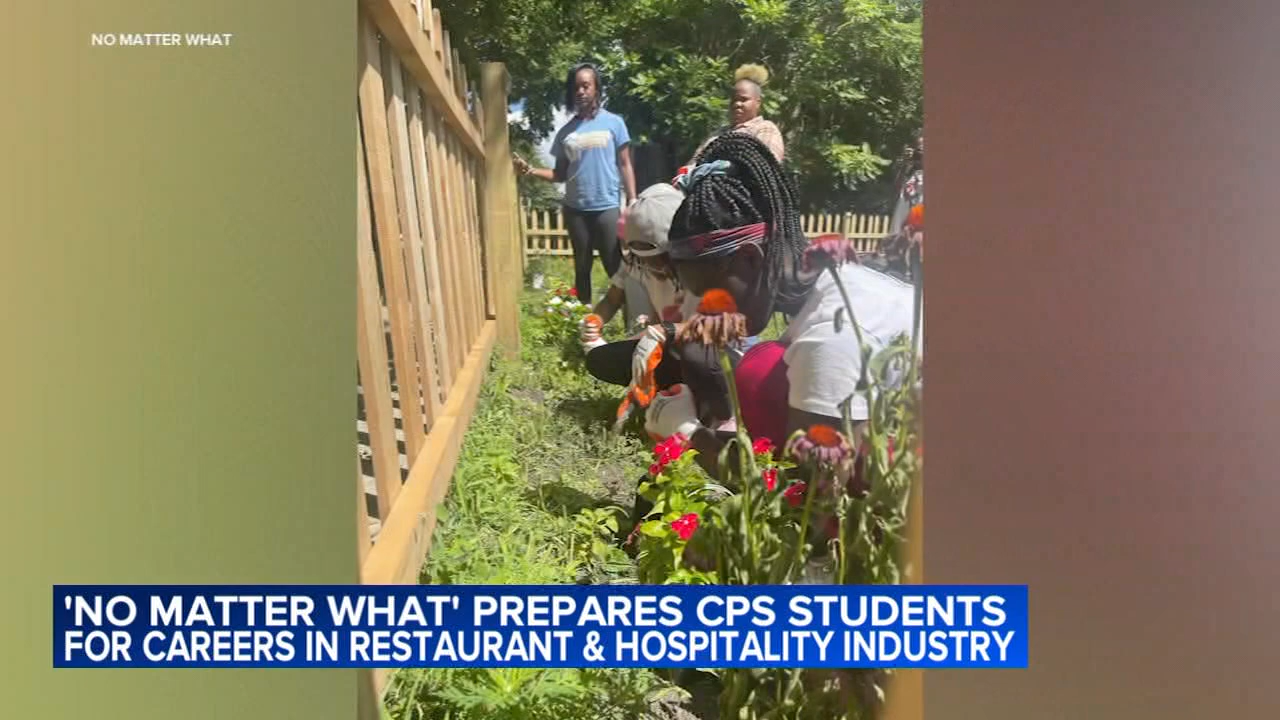 NO MATTER WHAT
'NO MATTER WHAT' PREPARES CPS STUDENTS
FOR CAREERS IN RESTAURANT & HOSPITALITY INDUSTRY